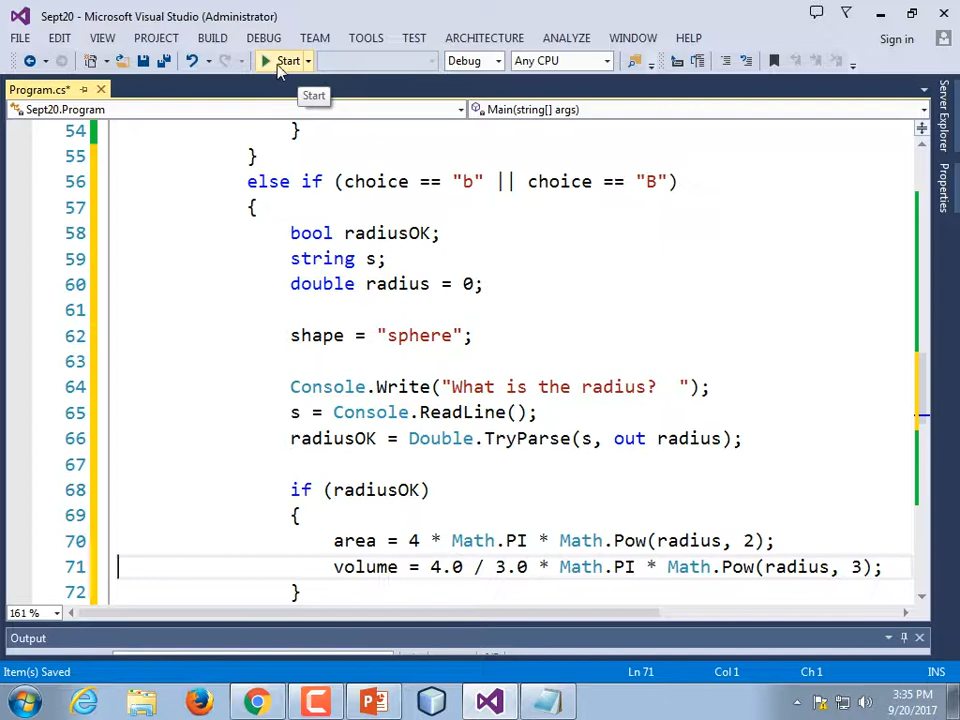 Sept20 - Microsoft Visual Studio (Administrator)
FILE EDIT VIEW PROJECT BUILD DEBUG TEAM TOOLS TEST ARCHITECTURE ANALYZE WINDOW HELP Sign in
Start Debug Any CPU
Program.cs* Start
Sept20.Program Main(string[] args)
54 }
55 }
56 else if (choice == "b" || choice == "B")
57 {
58 bool radiusOK;
59 string s;
60 double radius = 0;
61
62 shape = "sphere";
63
64 Console.Write("What is the radius?  ");
65 s = Console.ReadLine();
66 radiusOK = Double.TryParse(s, out radius);
67
68 if (radiusOK)
69 {
70 area = 4 * Math.PI * Math.Pow(radius, 2);
71 volume = 4.0 / 3.0 * Math.PI * Math.Pow(radius, 3);
72 }
Server Explorer
Properties
161 %
Output
Item(s) Saved Ln 71 Col 1 Ch 1 INS
3:35 PM
9/20/2017